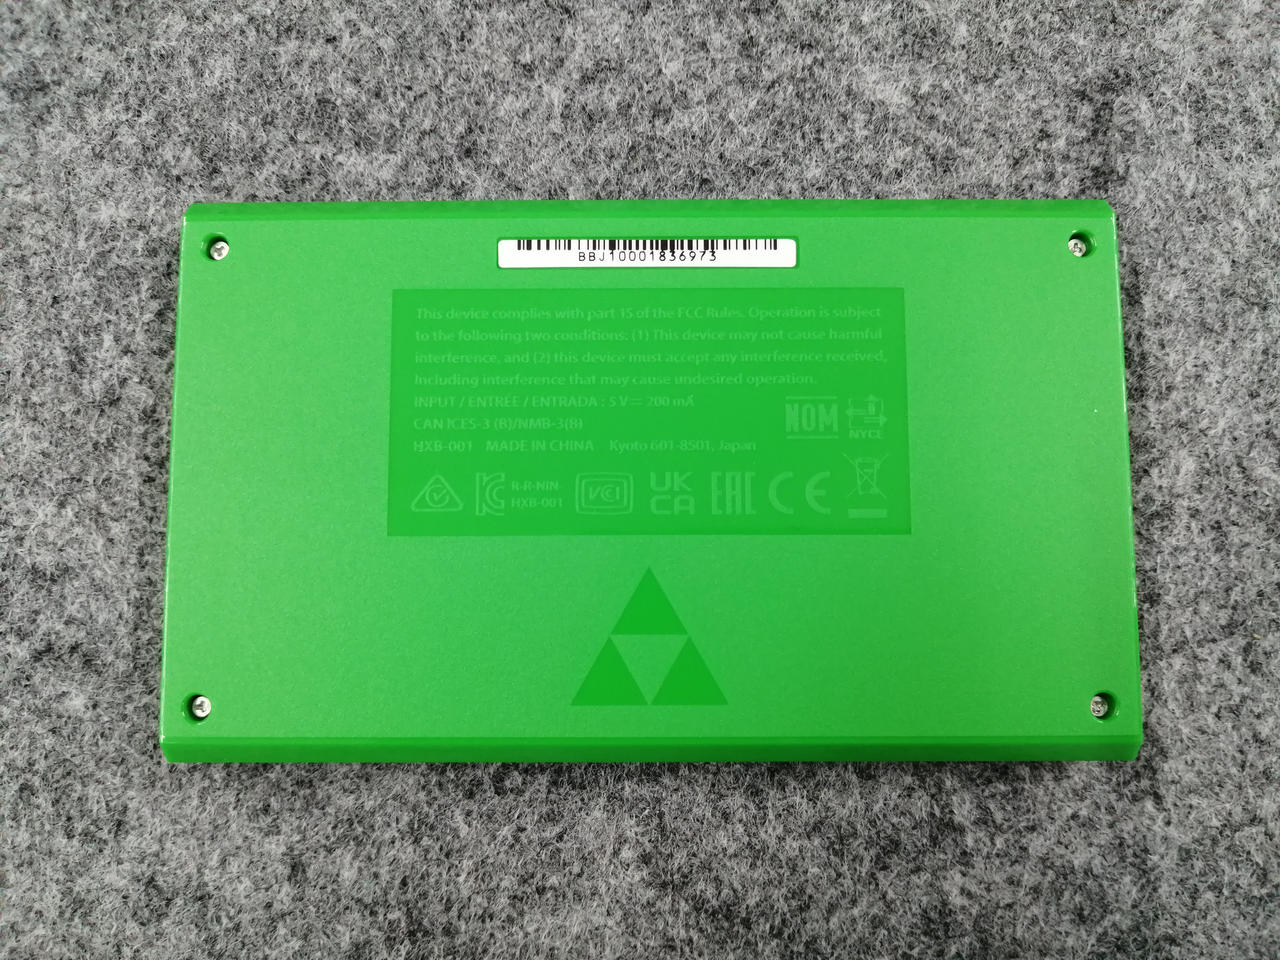 BBJ10001836973
This device complies with part 15 of the FCC Rules. Operation is subject
to the following two conditions: (1) This device may not cause harmful
interference, and (2) this device must accept any interference received,
including interference that may cause undesired operation.
INPUT / ENTRÉE / ENTRADA : 5 V⎓ 200 mA
CAN ICES-3 (B)/NMB-3(B)
HXB-001 MADE IN CHINA Kyoto 601-8501, Japan
NOM
NYCE
R-R-NIN-
HXB-001
VCI
UK
CA
EAC
CE